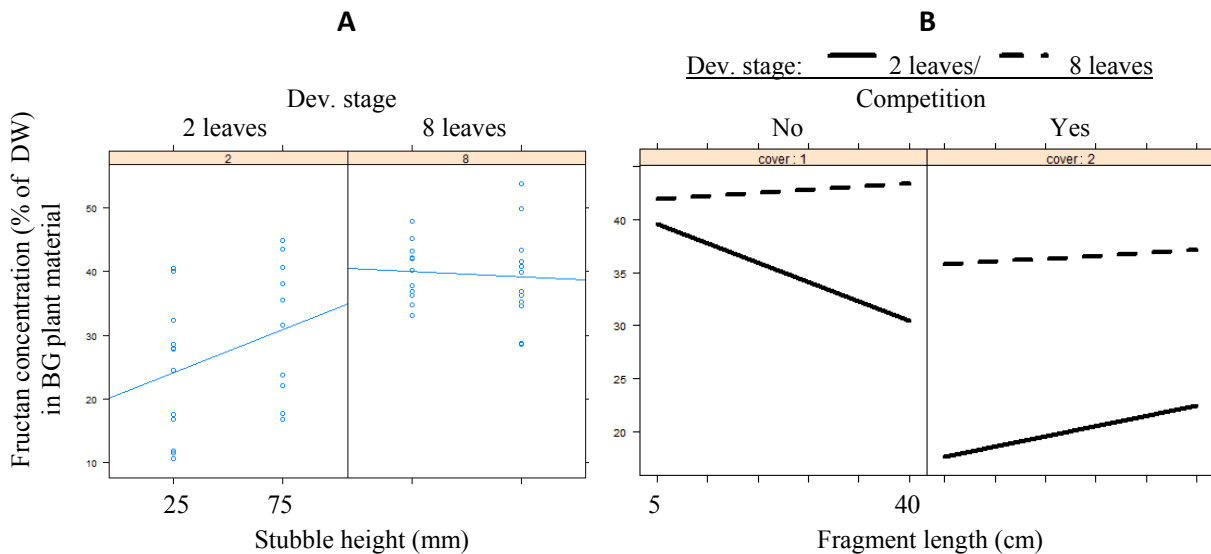 A
B
Dev. stage: 2 leaves/ 8 leaves
Dev. stage
Competition
2 leaves 8 leaves
No Yes
2 8
cover : 1 cover : 2
Fructan concentration (% of DW)
in BG plant material
50
40
30
20
10
40
35
30
25
20
25 75
5 40
Stubble height (mm)
Fragment length (cm)